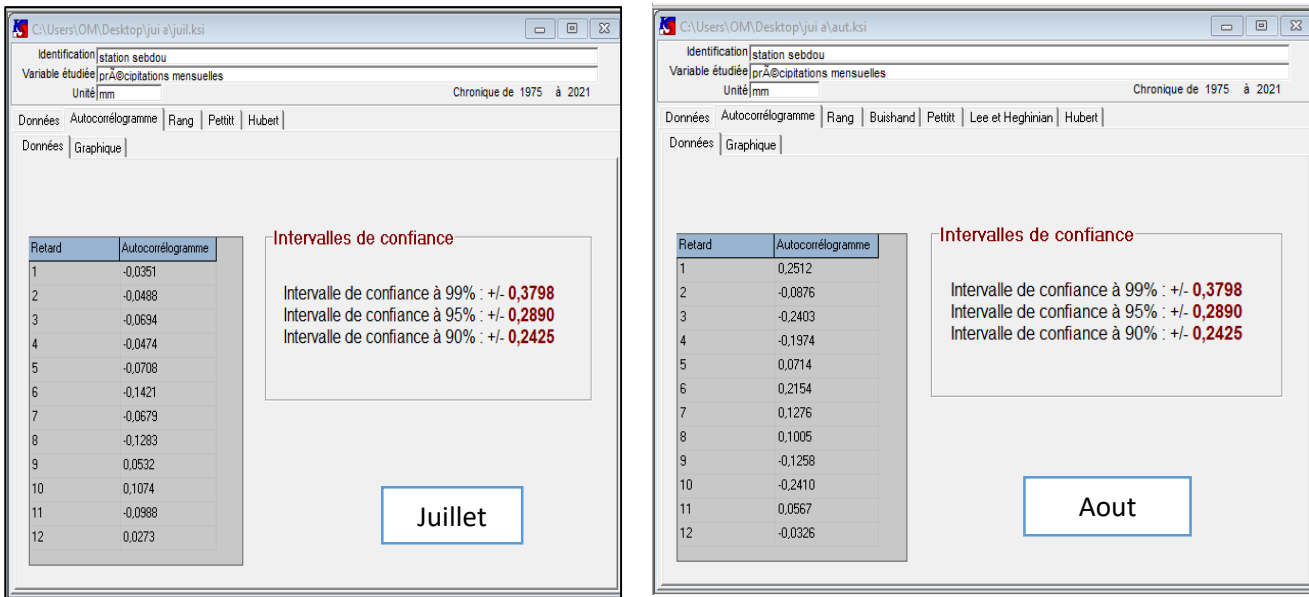 C:\Users\OM\Desktop\jui a\juil.ksi
Identification station sebdou
Variable étudiée prÃ©cipitations mensuelles
Unité mm Chronique de 1975 à 2021
Données Autocorrélogramme Rang Pettitt Hubert
Données Graphique
Retard Autocorrélogramme
1 -0,0351
2 -0,0488
3 -0,0694
4 -0,0474
5 -0,0708
6 -0,1421
7 -0,0679
8 -0,1283
9 0,0532
10 0,1074
11 -0,0988
12 0,0273
Intervalles de confiance
Intervalle de confiance à 99% : +/- 0,3798
Intervalle de confiance à 95% : +/- 0,2890
Intervalle de confiance à 90% : +/- 0,2425
Juillet
C:\Users\OM\Desktop\jui a\aut.ksi
Identification station sebdou
Variable étudiée prÃ©cipitations mensuelles
Unité mm Chronique de 1975 à 2021
Données Autocorrélogramme Rang Buishand Pettitt Lee et Heghinian Hubert
Données Graphique
Retard Autocorrélogramme
1 0,2512
2 -0,0876
3 -0,2403
4 -0,1974
5 0,0714
6 0,2154
7 0,1276
8 0,1005
9 -0,1258
10 -0,2410
11 0,0567
12 -0,0326
Intervalles de confiance
Intervalle de confiance à 99% : +/- 0,3798
Intervalle de confiance à 95% : +/- 0,2890
Intervalle de confiance à 90% : +/- 0,2425
Aout